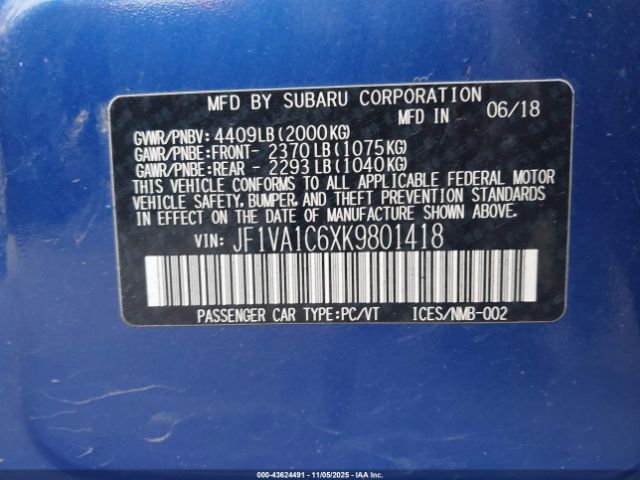 MFD BY SUBARU CORPORATION
MFD IN 06/18
GVWR/PNBV: 4409LB(2000KG)
GAWR/PNBE:FRONT- 2370LB(1075KG)
GAWR/PNBE:REAR - 2293LB(1040KG)
THIS VEHICLE CONFORMS TO ALL APPLICABLE FEDERAL MOTOR
VEHICLE SAFETY, BUMPER, AND THEFT PREVENTION STANDARDS
IN EFFECT ON THE DATE OF MANUFACTURE SHOWN ABOVE.
VIN: JF1VA1C6XK9801418
PASSENGER CAR TYPE:PC/VT ICES/NMB-002
000-43624491 - 11/05/2025 - IAA Inc.